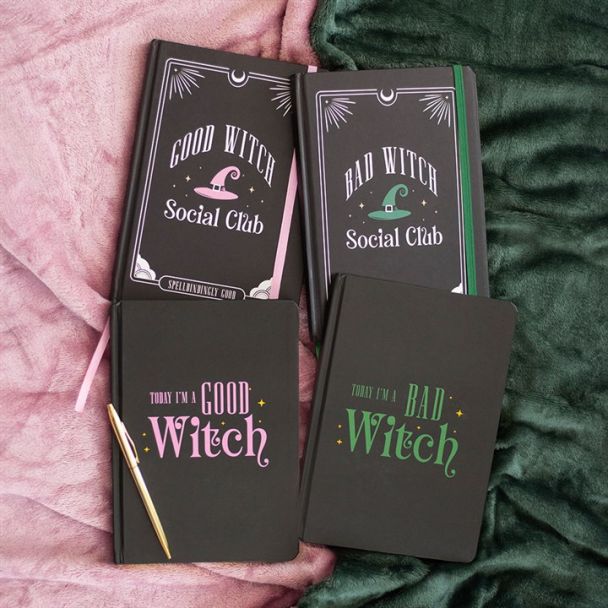 GOOD WITCH
Social Club
SPELLBINDINGLY GOOD
BAD WITCH
Social Club
TODAY I'M A GOOD
Witch
TODAY I'M A BAD
Witch